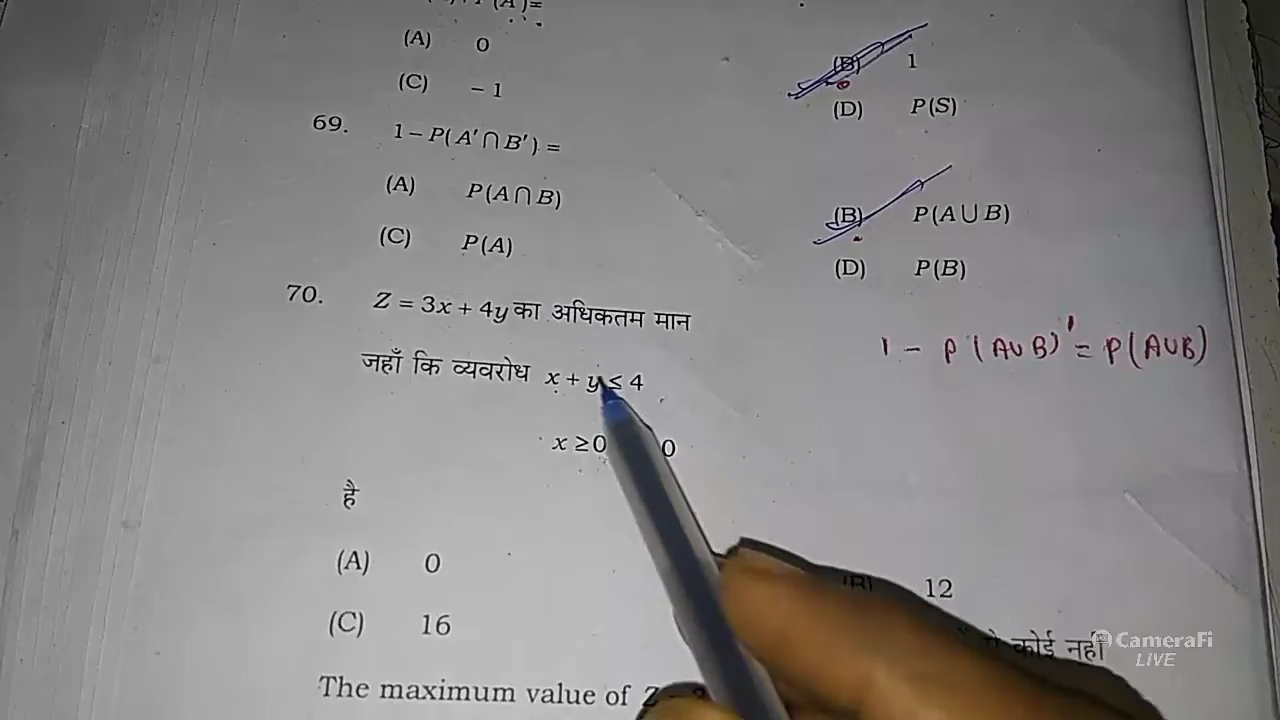 (A) 0
(B) 1
(C) – 1
(D) P(S)
69. 1 – P( A' ∩ B' ) =
(A) P(A ∩ B)
(B) P(A ∪ B)
(C) P(A)
(D) P(B)
70. Z = 3x + 4y का अधिकतम मान
1 – P (A∪B)' = P(A∪B)
जहाँ कि व्यवरोध x + y ≤ 4
x ≥ 0 0
है
(A) 0
(B) 12
(C) 16
से कोई नहीं
CameraFi
LIVE
The maximum value of Z